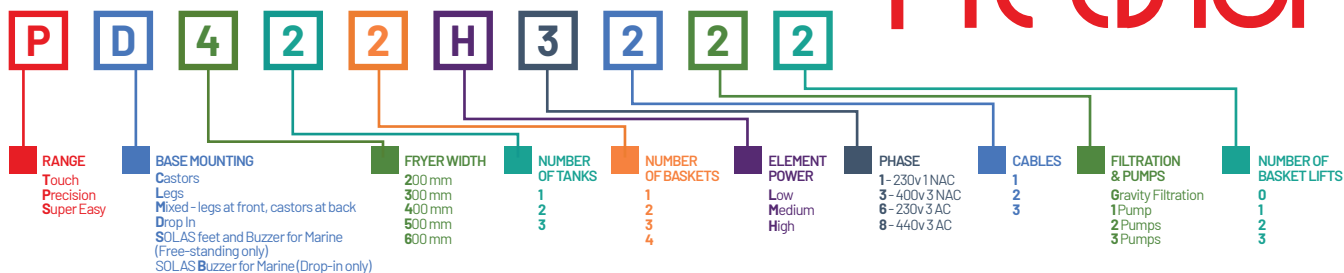 P D 4 2 2 H 3 2 2 2
RANGE
Touch
Precision
Super Easy
BASE MOUNTING
Castors
Legs
Mixed - legs at front, castors at back
Drop In
SOLAS feet and Buzzer for Marine
(Free-standing only)
SOLAS Buzzer for Marine (Drop-in only)
FRYER WIDTH
200 mm
300 mm
400 mm
500 mm
600 mm
NUMBER
OF TANKS
1
2
3
NUMBER
OF BASKETS
1
2
3
4
ELEMENT
POWER
Low
Medium
High
PHASE
1 - 230v 1 NAC
3 - 400v 3 NAC
6 - 230v 3 AC
8 - 440v 3 AC
CABLES
1
2
3
FILTRATION
& PUMPS
Gravity Filtration
1 Pump
2 Pumps
3 Pumps
NUMBER OF
BASKET LIFTS
0
1
2
3